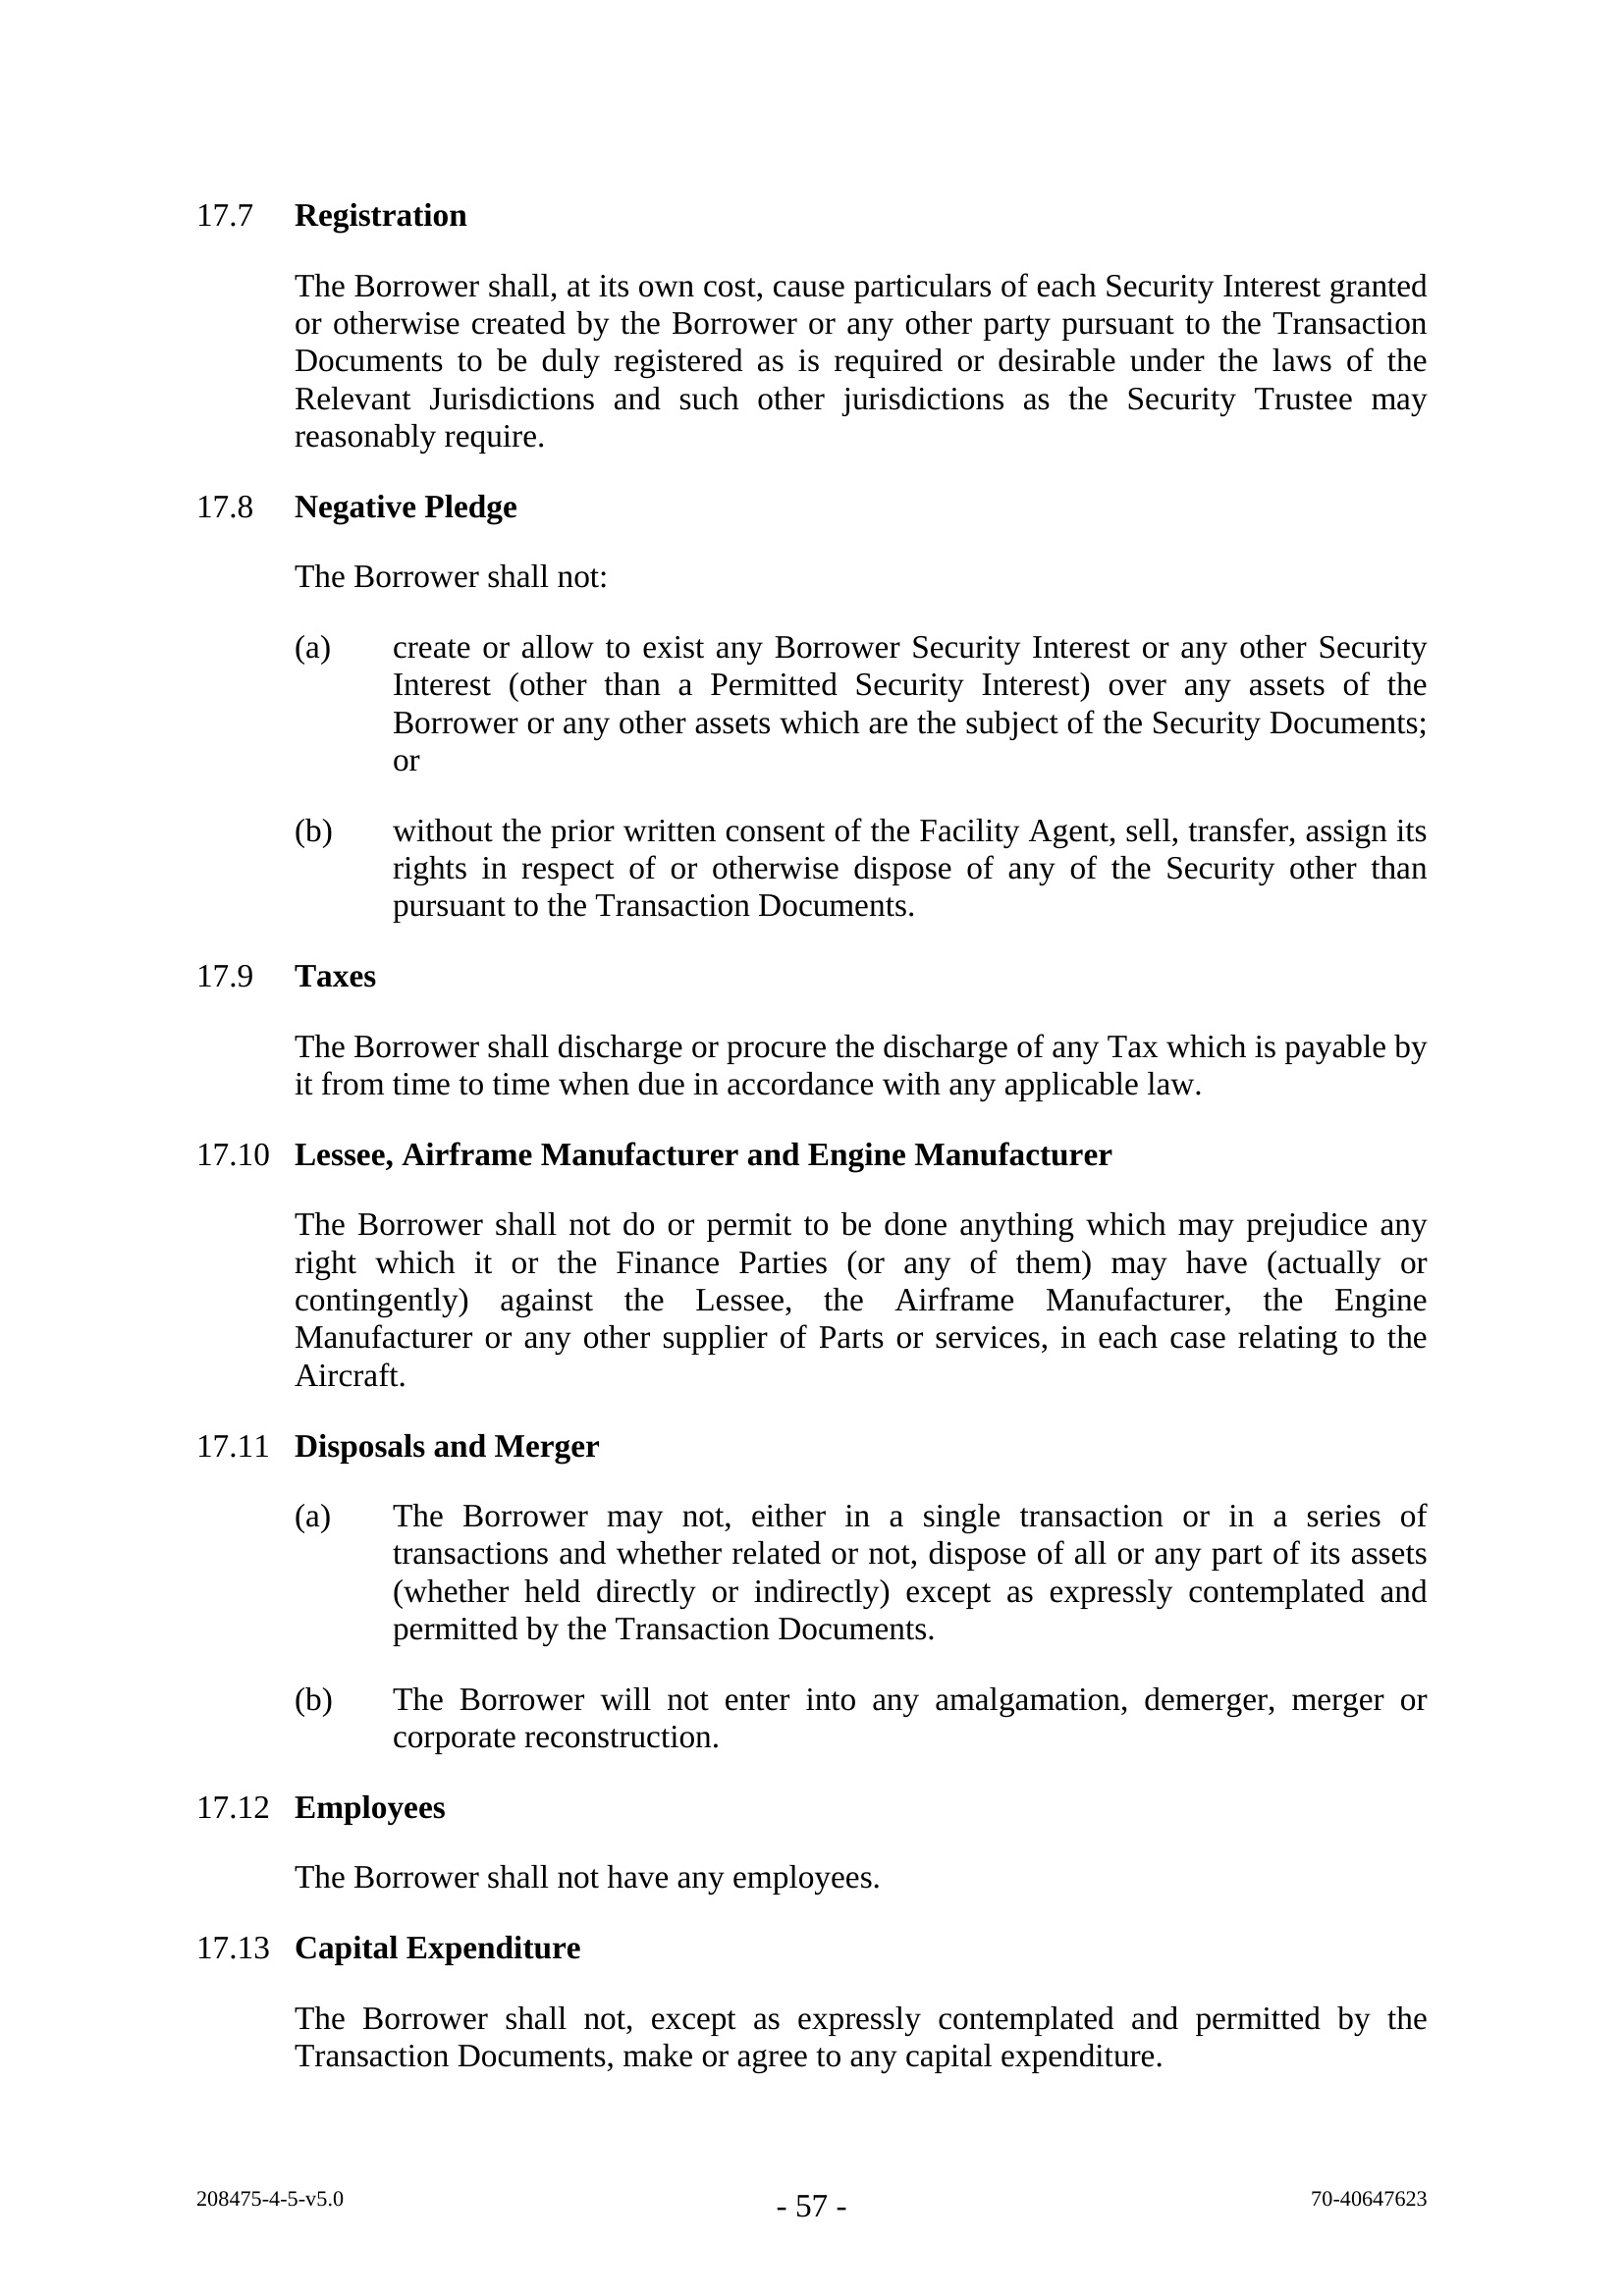 17.7 Registration
The Borrower shall, at its own cost, cause particulars of each Security Interest granted
or otherwise created by the Borrower or any other party pursuant to the Transaction
Documents to be duly registered as is required or desirable under the laws of the
Relevant Jurisdictions and such other jurisdictions as the Security Trustee may
reasonably require.
17.8 Negative Pledge
The Borrower shall not:
(a) create or allow to exist any Borrower Security Interest or any other Security
Interest (other than a Permitted Security Interest) over any assets of the
Borrower or any other assets which are the subject of the Security Documents;
or
(b) without the prior written consent of the Facility Agent, sell, transfer, assign its
rights in respect of or otherwise dispose of any of the Security other than
pursuant to the Transaction Documents.
17.9 Taxes
The Borrower shall discharge or procure the discharge of any Tax which is payable by
it from time to time when due in accordance with any applicable law.
17.10 Lessee, Airframe Manufacturer and Engine Manufacturer
The Borrower shall not do or permit to be done anything which may prejudice any
right which it or the Finance Parties (or any of them) may have (actually or
contingently) against the Lessee, the Airframe Manufacturer, the Engine
Manufacturer or any other supplier of Parts or services, in each case relating to the
Aircraft.
17.11 Disposals and Merger
(a) The Borrower may not, either in a single transaction or in a series of
transactions and whether related or not, dispose of all or any part of its assets
(whether held directly or indirectly) except as expressly contemplated and
permitted by the Transaction Documents.
(b) The Borrower will not enter into any amalgamation, demerger, merger or
corporate reconstruction.
17.12 Employees
The Borrower shall not have any employees.
17.13 Capital Expenditure
The Borrower shall not, except as expressly contemplated and permitted by the
Transaction Documents, make or agree to any capital expenditure.
208475-4-5-v5.0 - 57 - 70-40647623